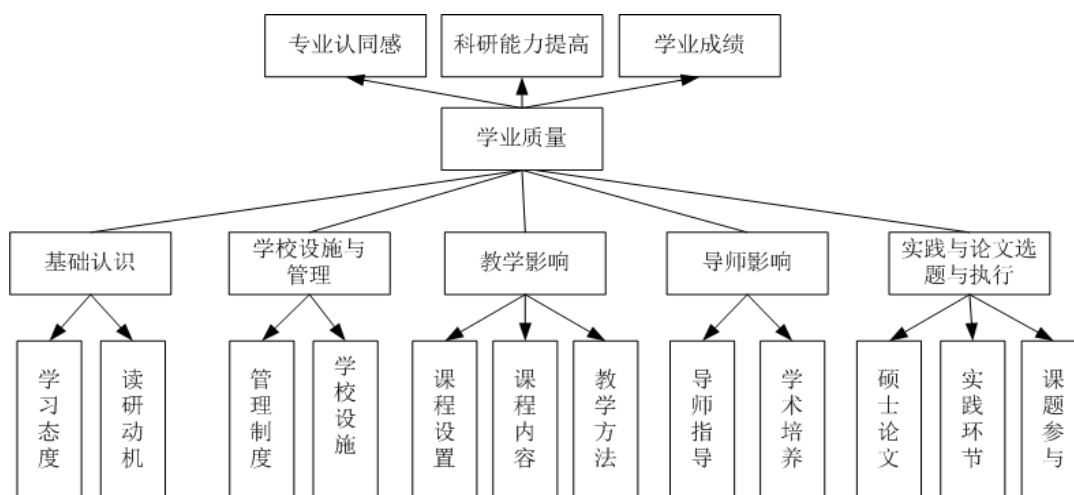 专业认同感
科研能力提高
学业成绩
学业质量
基础认识
学校设施与
管理
教学影响
导师影响
实践与论文选
题与执行
学习态度
读研动机
管理制度
学校设施
课程设置
课程内容
教学方法
导师指导
学术培养
硕士论文
实践环节
课题参与